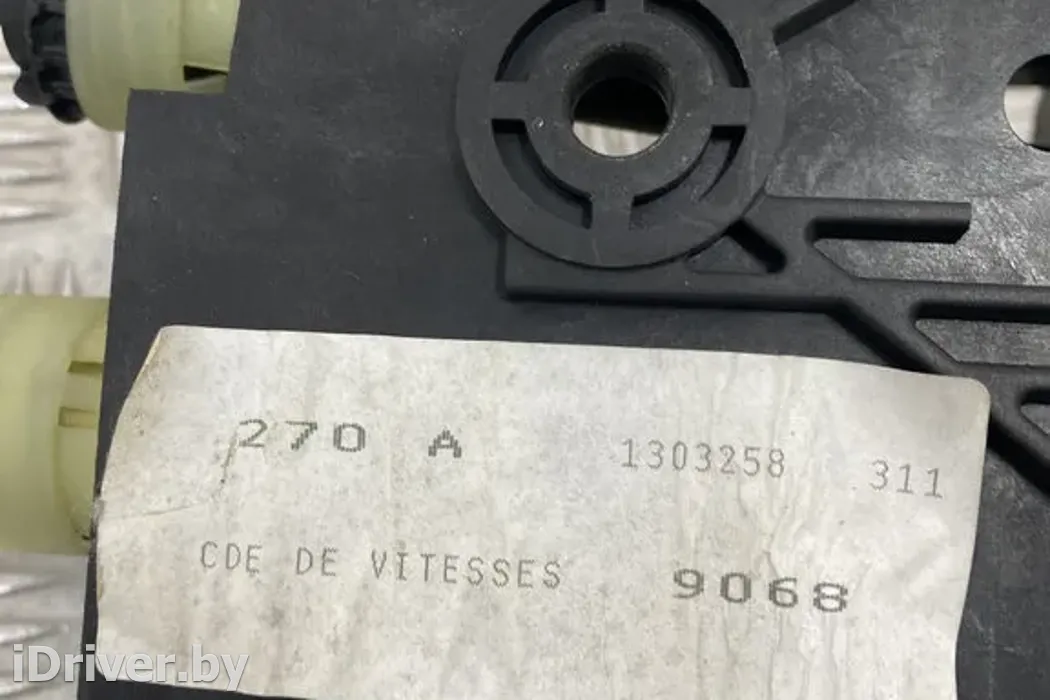 270 A 1303258 311
CDE DE VITESSES 9068
iDriver.by